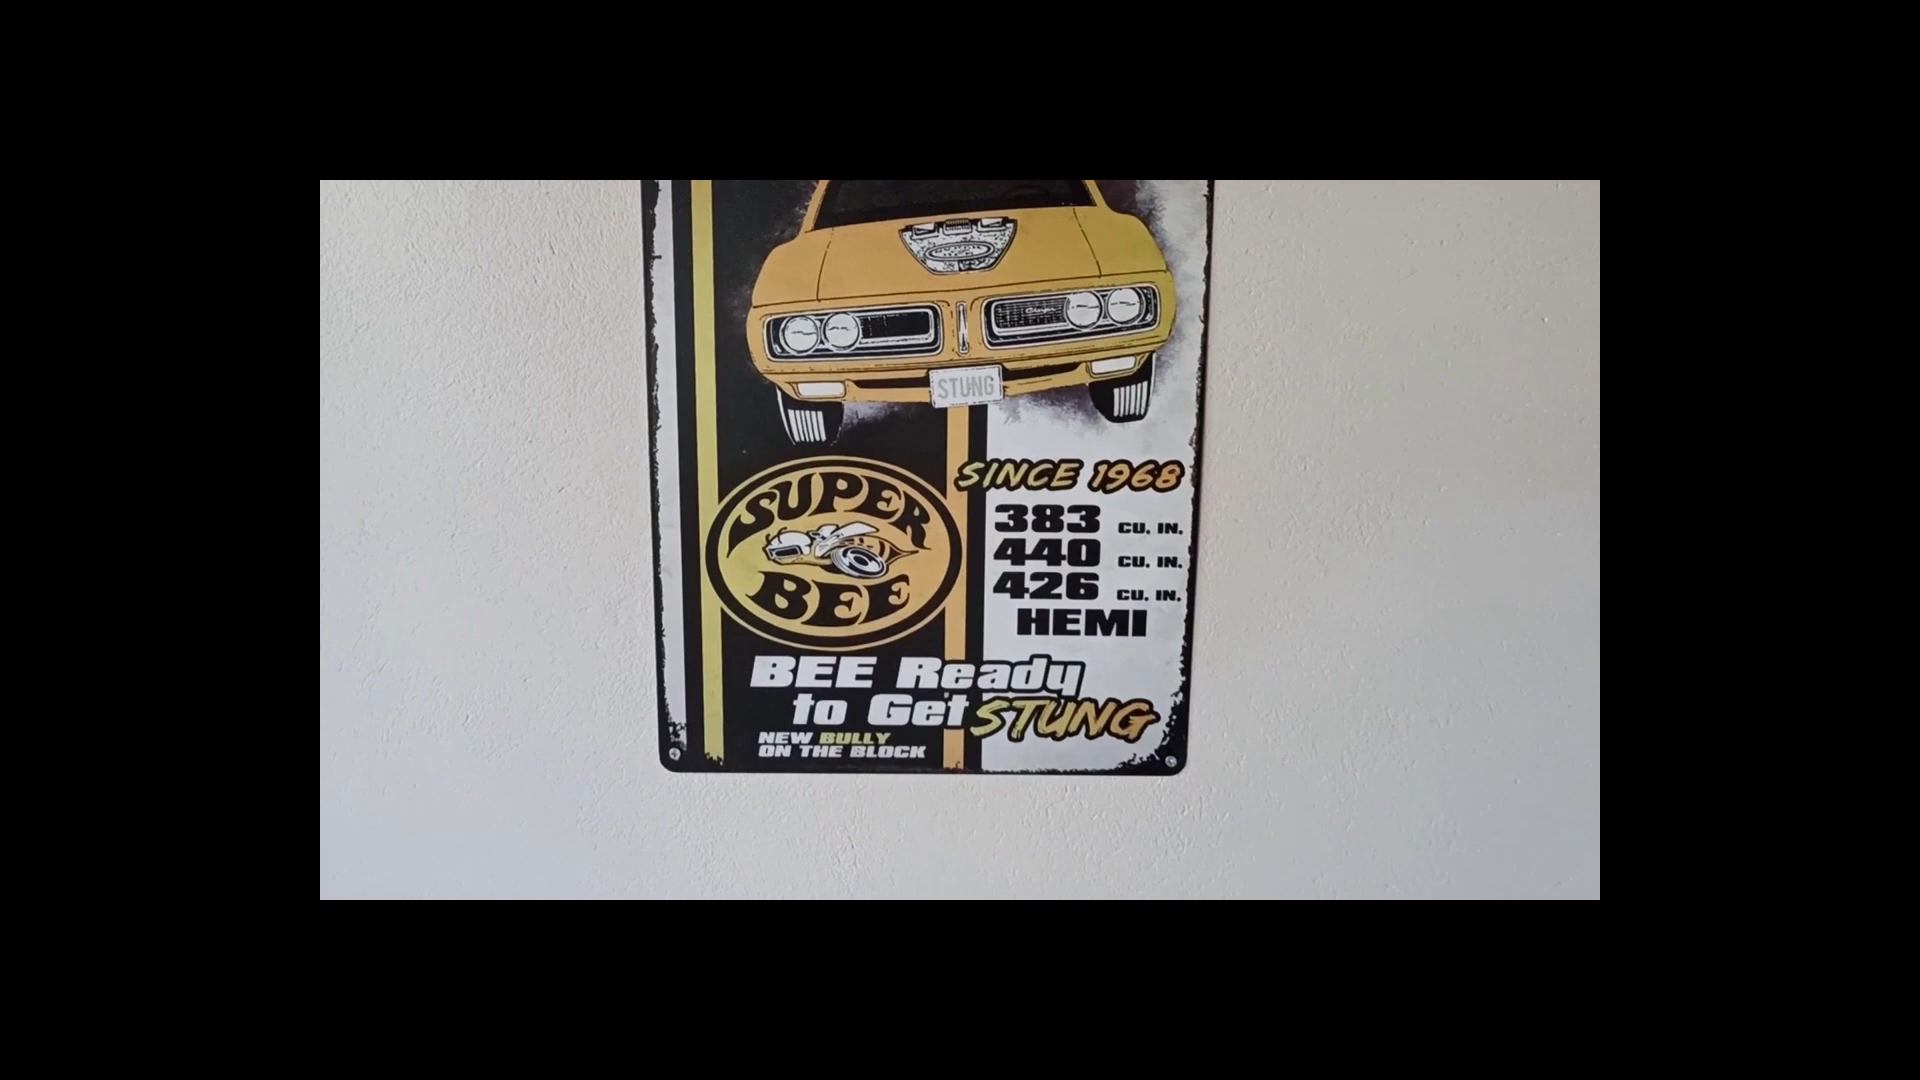 STUNG
SINCE 1968
383 CU. IN.
440 CU. IN.
426 CU. IN.
HEMI
SUPER
BEE
BEE Ready
to Get STUNG
NEW BULLY
ON THE BLOCK